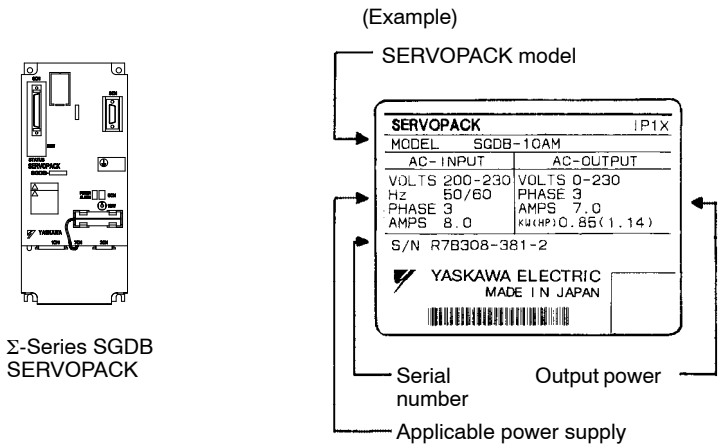 (Example)
SERVOPACK model
SERVOPACK IP1X
MODEL SGDB-10AM
AC-INPUT AC-OUTPUT
VOLTS 200-230 VOLTS 0-230
Hz 50/60 PHASE 3
PHASE 3 AMPS 7.0
AMPS 8.0 KW(HP)0.85(1.14)
S/N R7B308-381-2
YASKAWA ELECTRIC
MADE IN JAPAN
SERVOPACK
YASKAWA
Σ-Series SGDB
SERVOPACK
Serial
number
Output power
Applicable power supply